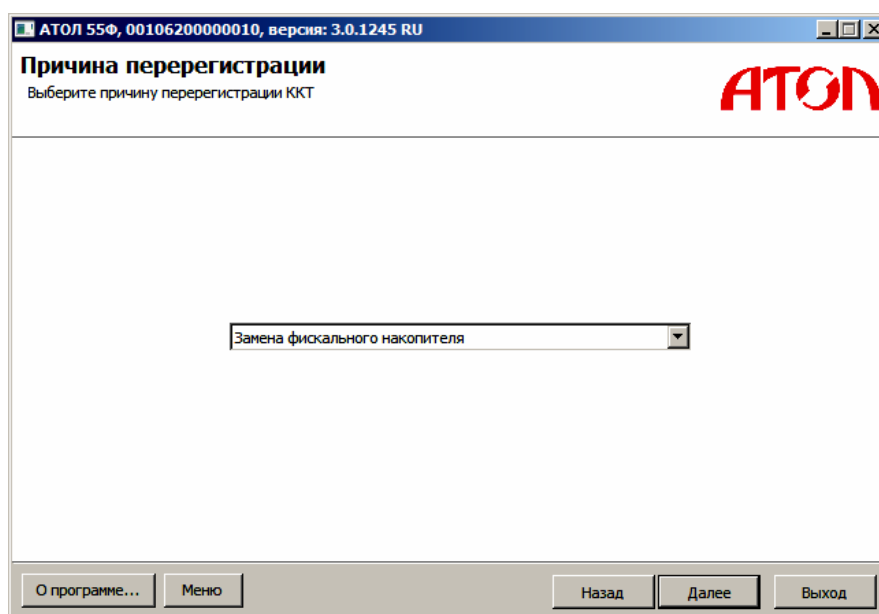 АТОЛ 55Ф, 00106200000010, версия: 3.0.1245 RU
Причина перерегистрации
Выберите причину перерегистрации ККТ
АТОЛ
Замена фискального накопителя
О программе... Меню Назад Далее Выход